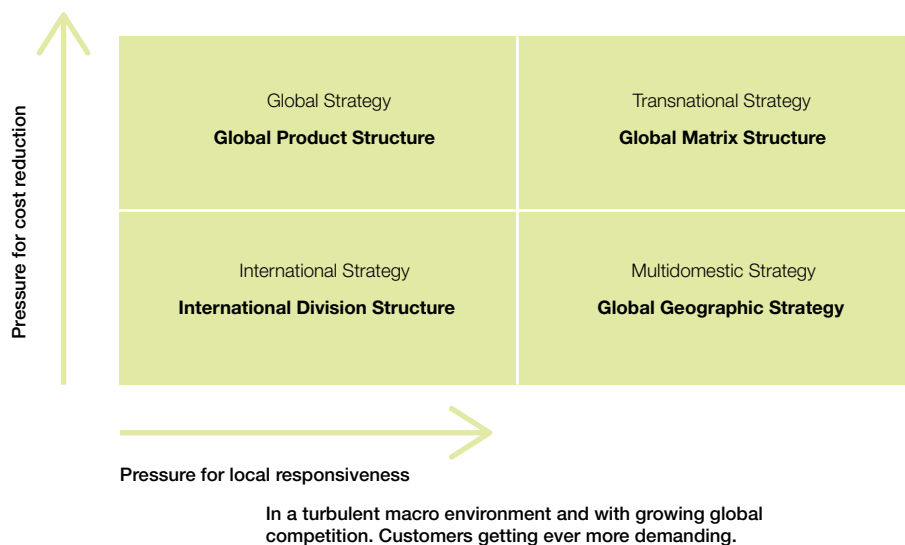 Pressure for cost reduction
Global Strategy
Global Product Structure
Transnational Strategy
Global Matrix Structure
International Strategy
International Division Structure
Multidomestic Strategy
Global Geographic Strategy
Pressure for local responsiveness
In a turbulent macro environment and with growing global
competition. Customers getting ever more demanding.